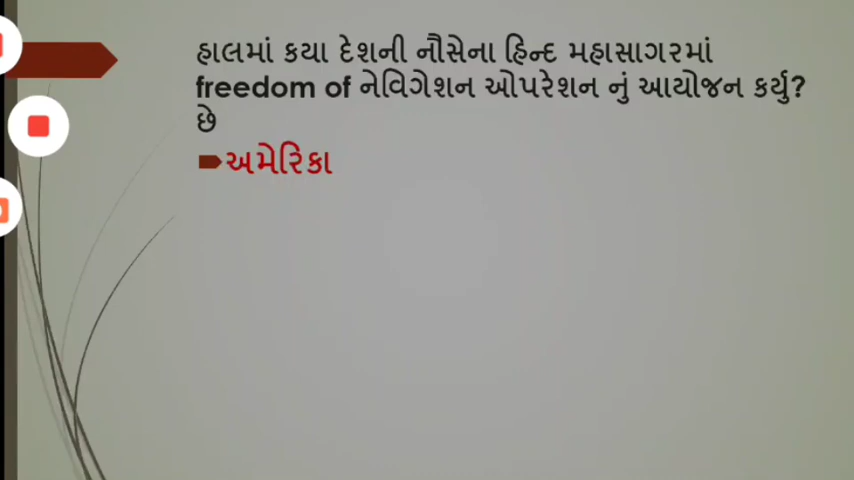 હાલમાં કયા દેશની નૌસેના હિન્દ મહાસાગરમાં
freedom of નેવિગેશન ઓપરેશન નું આયોજન કર્યુ?
છે
અમેરિકા